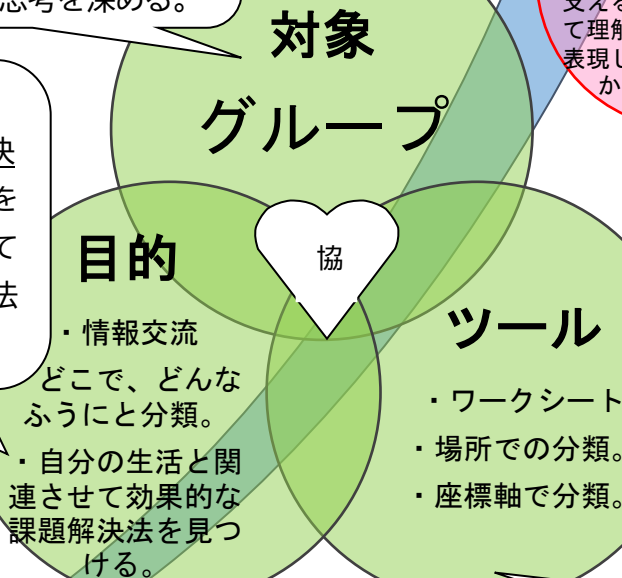 思考を深める。
対象
グループ
支える
て理解
表現し
か
決
を
て
法
協
目的
・情報交流
どこで、どんな
ふうにと分類。
・自分の生活と関
連させて効果的な
課題解決法を見つ
ける。
ツール
・ワークシート
・場所での分類。
・座標軸で分類。